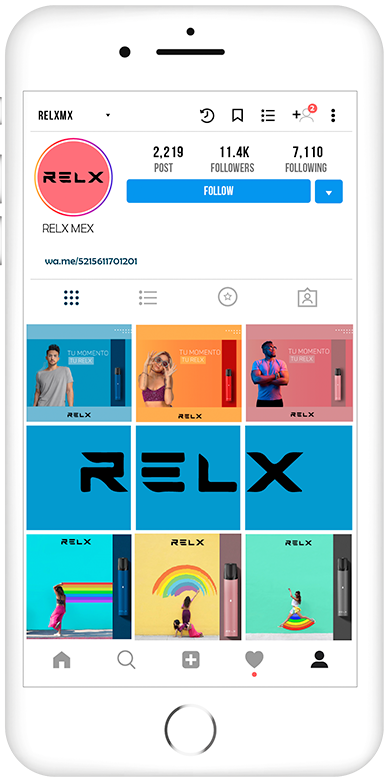 RELXMX
2
RELX
2,219
11.4K
7,110
POST
FOLLOWERS
FOLLOWING
FOLLOW
RELX MEX
wa.me/5215611701201
TU MOMENTO
TU RELX
RELX
TU MOMENTO
TU RELX
RELX
TU MOMENTO
TU RELX
RELX
RELX
RELX
RELX
RELX